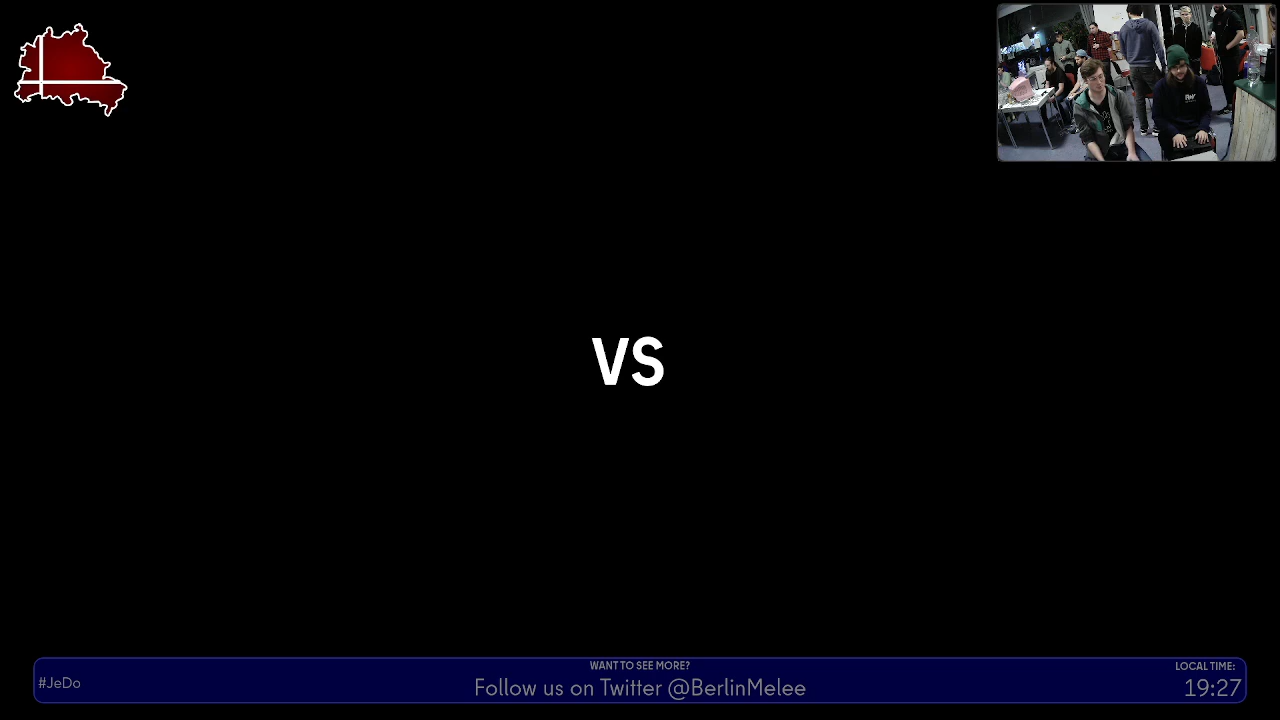 VS
#JeDo
WANT TO SEE MORE?
Follow us on Twitter @BerlinMelee
LOCAL TIME:
19:27